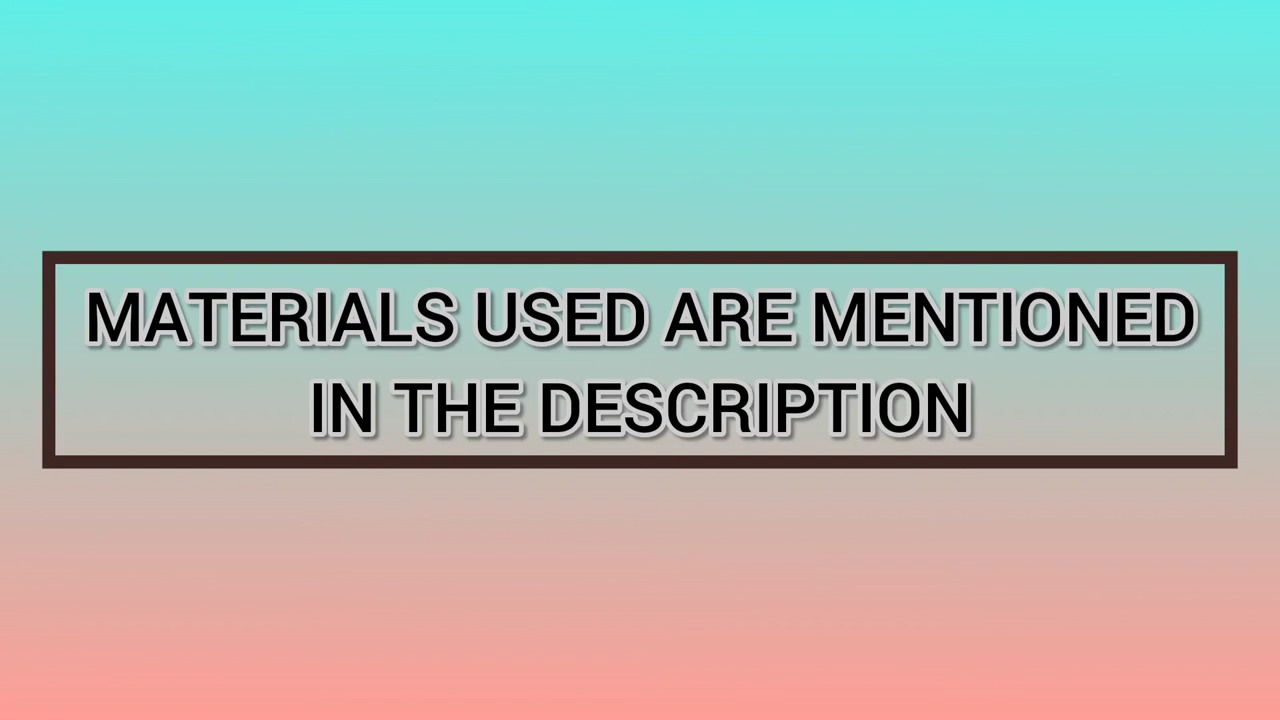 MATERIALS USED ARE MENTIONED
IN THE DESCRIPTION